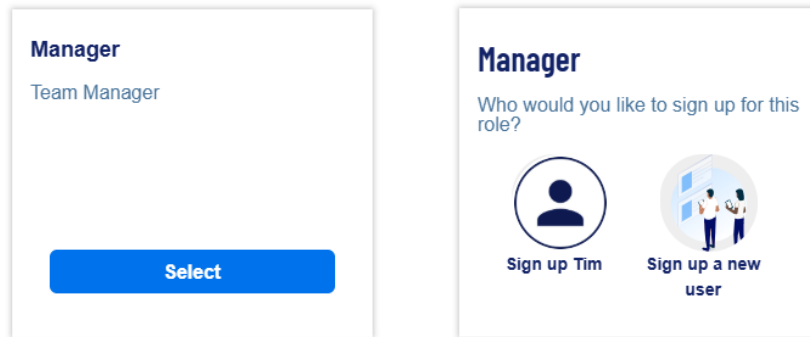 Manager
Team Manager
Select
Manager
Who would you like to sign up for this
role?
Sign up Tim
Sign up a new
user